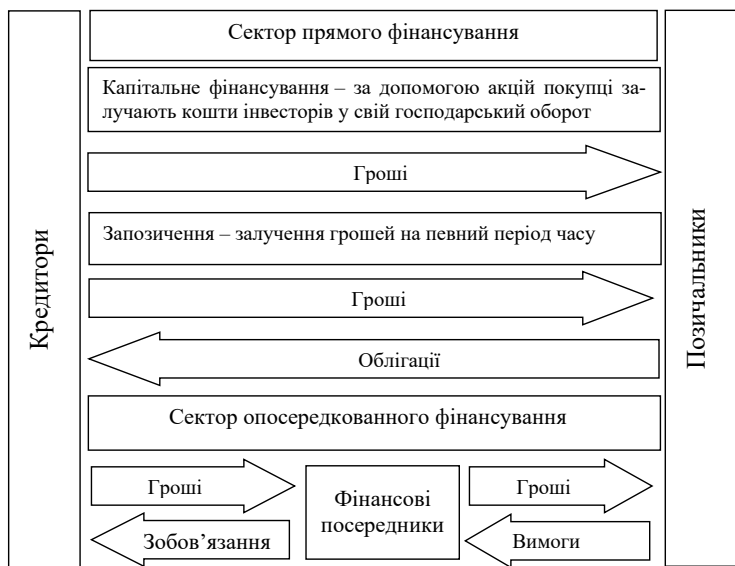 Сектор прямого фінансування
Капітальне фінансування – за допомогою акцій покупці за-
лучають кошти інвесторів у свій господарський оборот
Гроші
Запозичення – залучення грошей на певний період часу
Гроші
Облігації
Сектор опосередкованного фінансування
Гроші
Фінансові
посередники
Гроші
Зобов’язання
Вимоги
Кредитори
Позичальники